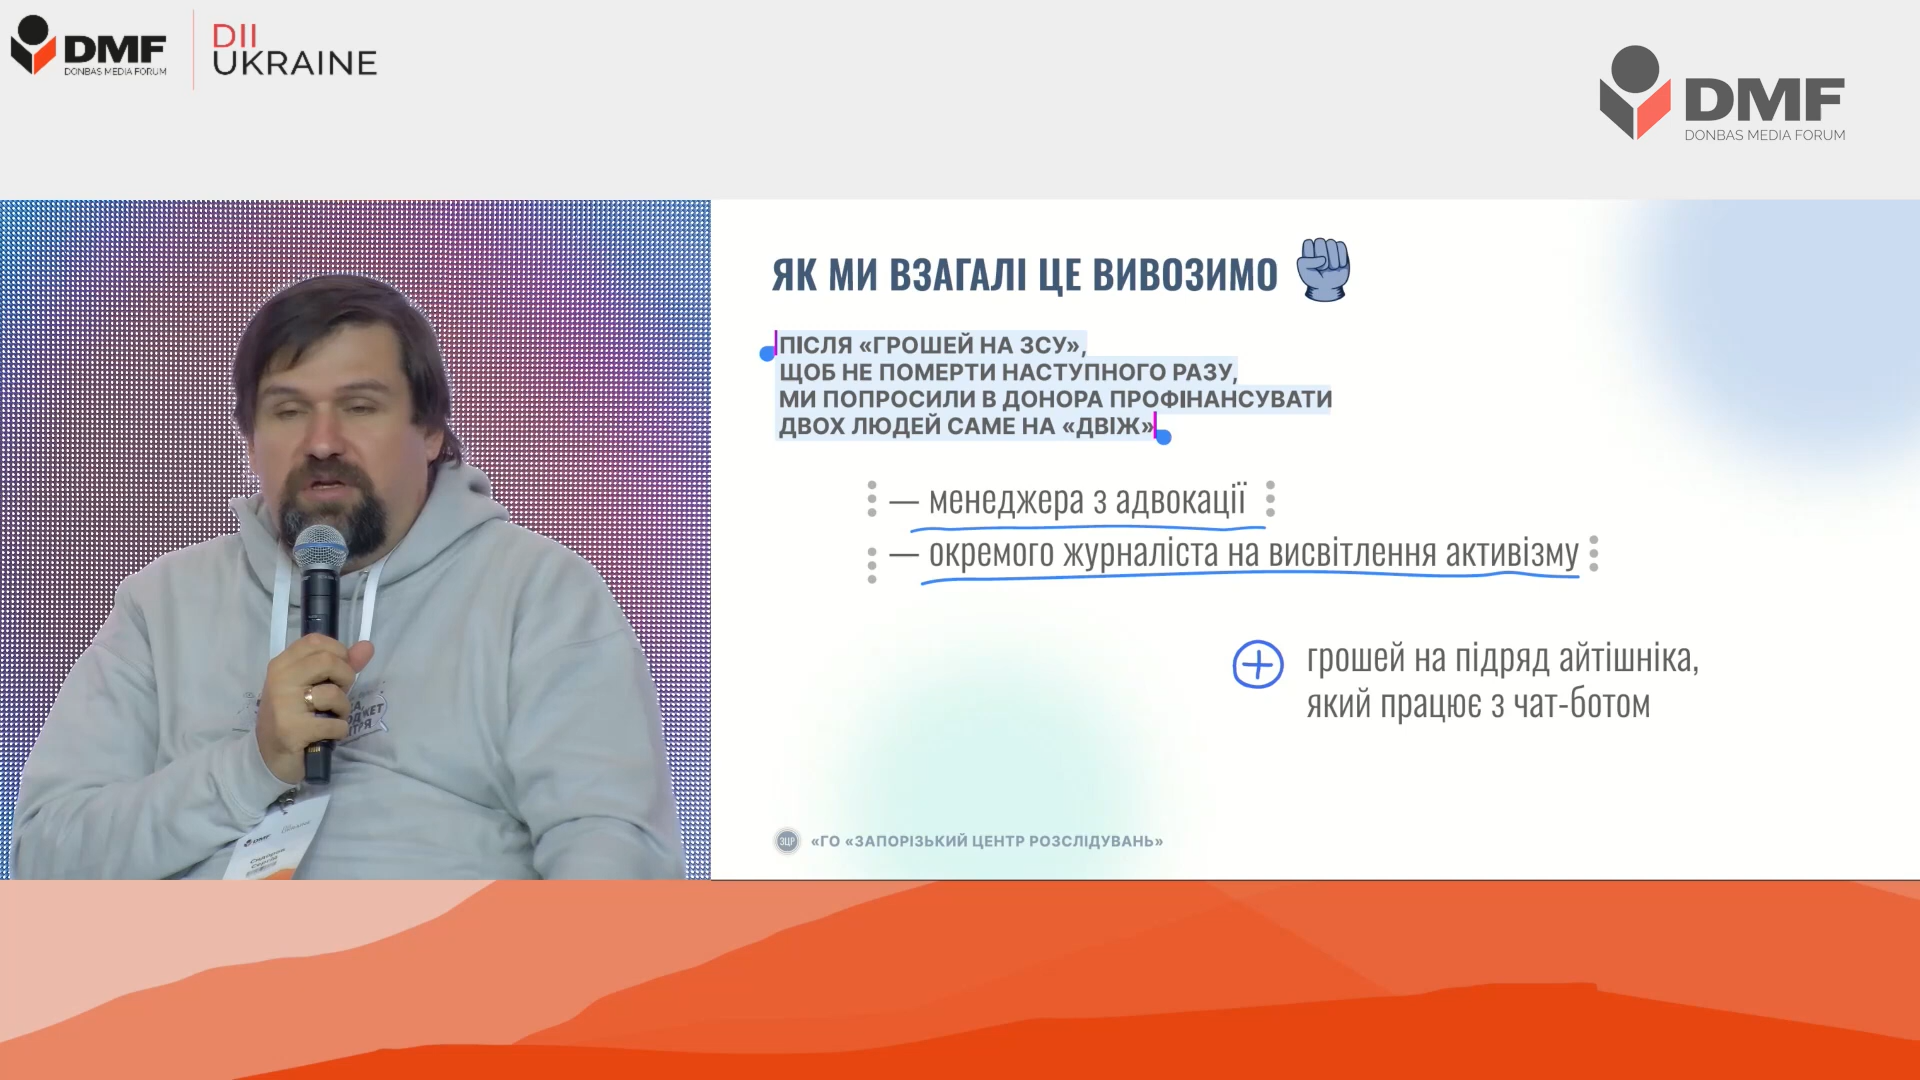 DMF
DONBAS MEDIA FORUM
DII
UKRAINE
DMF
DONBAS MEDIA FORUM
ЯК МИ ВЗАГАЛІ ЦЕ ВИВОЗИМО
ПІСЛЯ «ГРОШЕЙ НА ЗСУ»,
ЩОБ НЕ ПОМЕРТИ НАСТУПНОГО РАЗУ,
МИ ПОПРОСИЛИ В ДОНОРА ПРОФІНАНСУВАТИ
ДВОХ ЛЮДЕЙ САМЕ НА «ДВІЖ»
— менеджера з адвокації
— окремого журналіста на висвітлення активізму
грошей на підряд айтішніка,
який працює з чат-ботом
ЗЦР
«ГО «ЗАПОРІЗЬКИЙ ЦЕНТР РОЗСЛІДУВАНЬ»
DMF